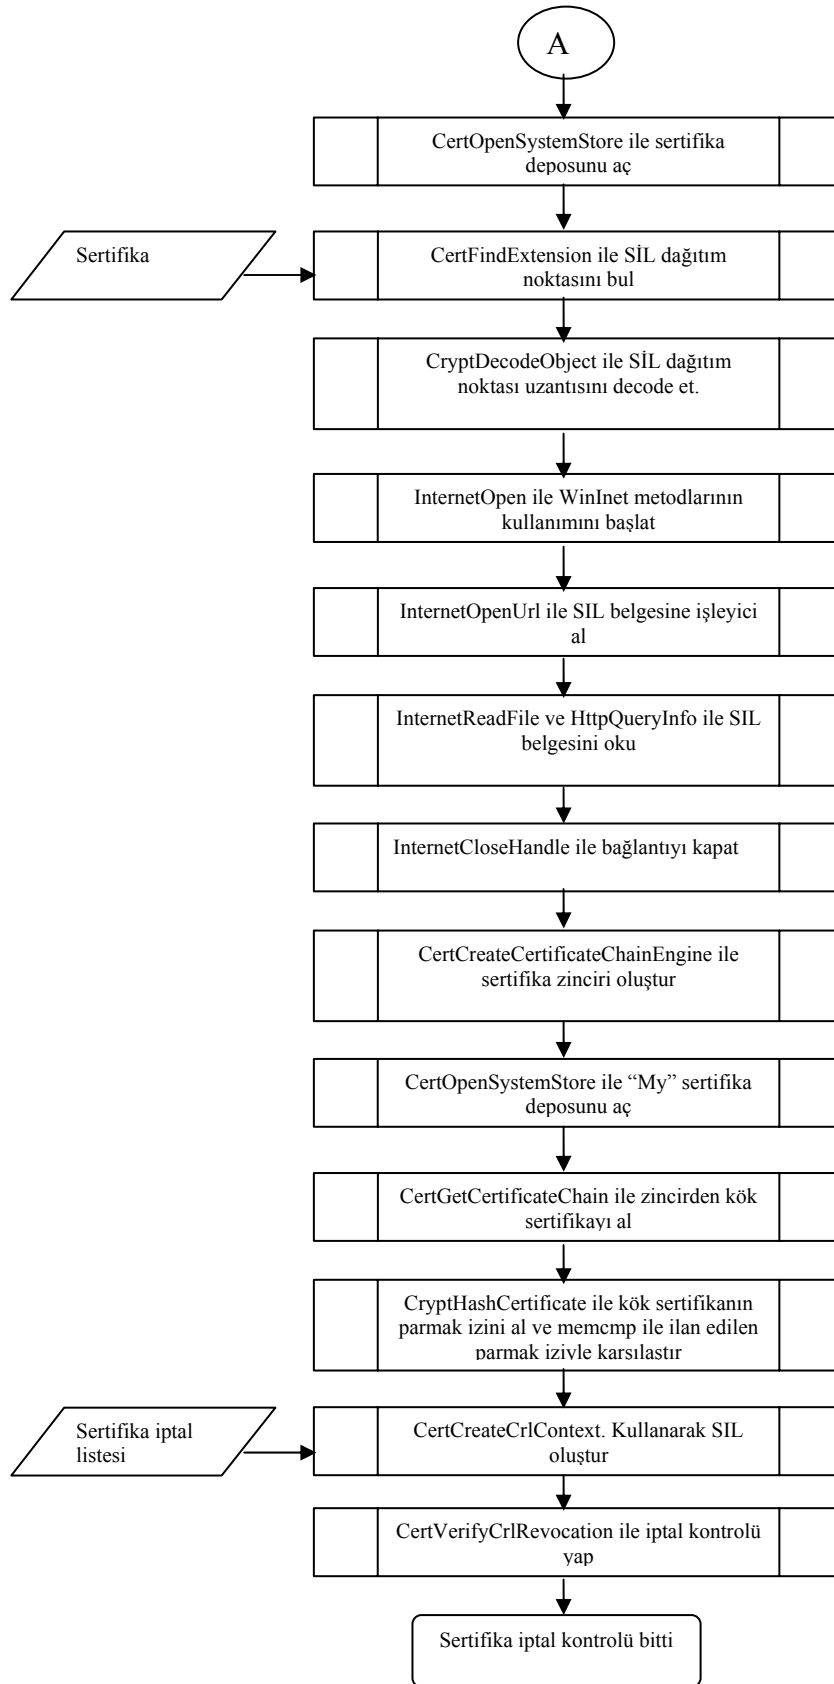 A
CertOpenSystemStore ile sertifika
deposunu aç
Sertifika
CertFindExtension ile SİL dağıtım
noktasını bul
CryptDecodeObject ile SİL dağıtım
noktası uzantısını decode et.
InternetOpen ile WinInet metodlarının
kullanımını başlat
InternetOpenUrl ile SIL belgesine işleyici
al
InternetReadFile ve HttpQueryInfo ile SIL
belgesini oku
InternetCloseHandle ile bağlantıyı kapat
CertCreateCertificateChainEngine ile
sertifika zinciri oluştur
CertOpenSystemStore ile “My” sertifika
deposunu aç
CertGetCertificateChain ile zincirden kök
sertifikayı al
CryptHashCertificate ile kök sertifikanın
parmak izini al ve memcmp ile ilan edilen
parmak iziyle karşılaştır
Sertifika iptal
listesi
CertCreateCrlContext. Kullanarak SIL
oluştur
CertVerifyCrlRevocation ile iptal kontrolü
yap
Sertifika iptal kontrolü bitti